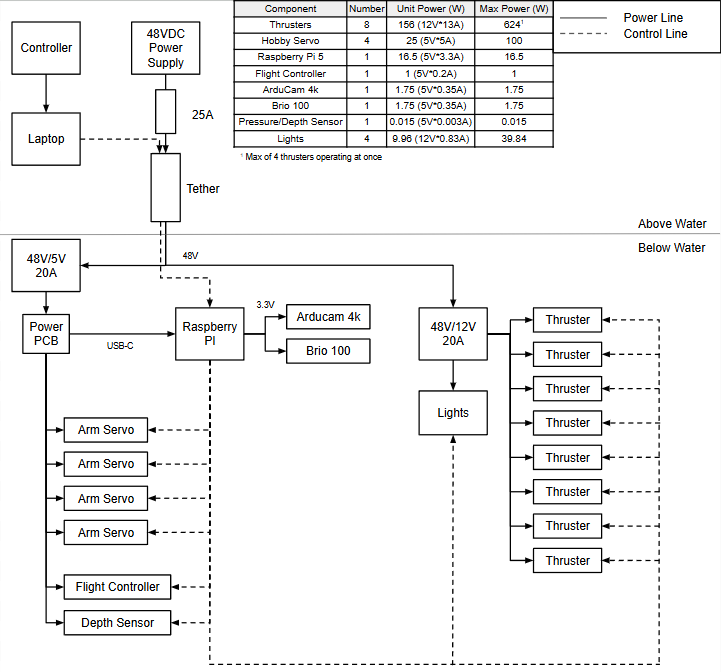 Controller
48VDC
Power
Supply
25A
Laptop
Tether
Component Number Unit Power (W) Max Power (W)
Thrusters 8 156 (12V*13A) 624¹
Hobby Servo 4 25 (5V*5A) 100
Raspberry Pi 5 1 16.5 (5V*3.3A) 16.5
Flight Controller 1 1 (5V*0.2A) 1
ArduCam 4k 1 1.75 (5V*0.35A) 1.75
Brio 100 1 1.75 (5V*0.35A) 1.75
Pressure/Depth Sensor 1 0.015 (5V*0.003A) 0.015
Lights 4 9.96 (12V*0.83A) 39.84
¹ Max of 4 thrusters operating at once
Power Line
Control Line
Above Water
Below Water
48V/5V
20A
48V
Power
PCB
USB-C
Raspberry
PI
3.3V
Arducam 4k
Brio 100
48V/12V
20A
Lights
Thruster
Thruster
Thruster
Thruster
Thruster
Thruster
Thruster
Thruster
Arm Servo
Arm Servo
Arm Servo
Arm Servo
Flight Controller
Depth Sensor